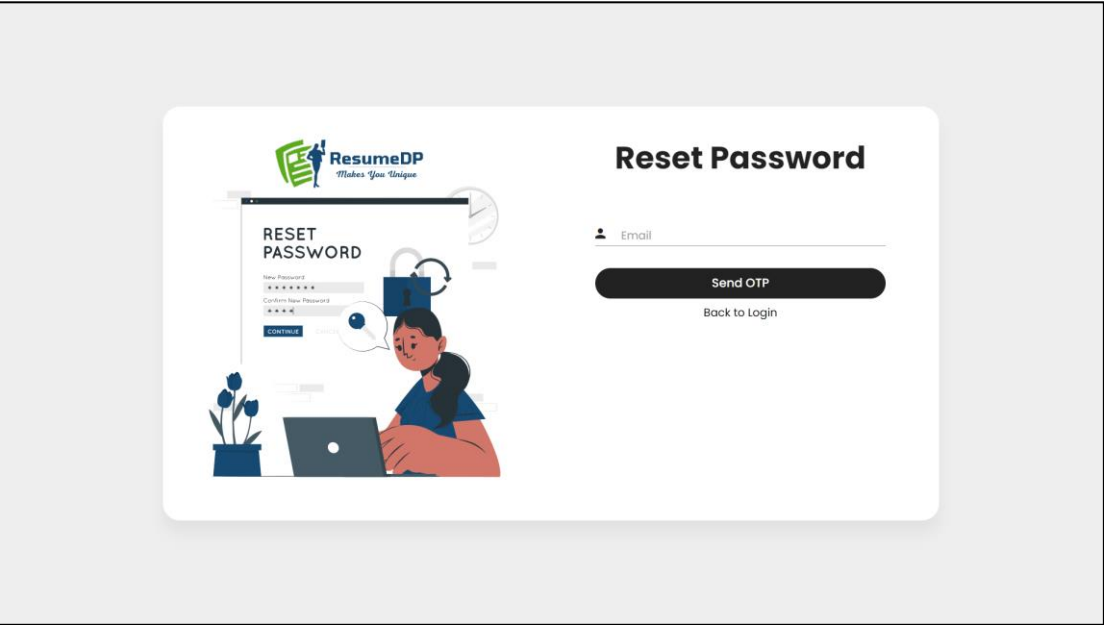 ResumeDP
Makes You Unique
RESET
PASSWORD
New Password
Confirm New Password
CONTINUE
CANCEL
Reset Password
Email
Send OTP
Back to Login